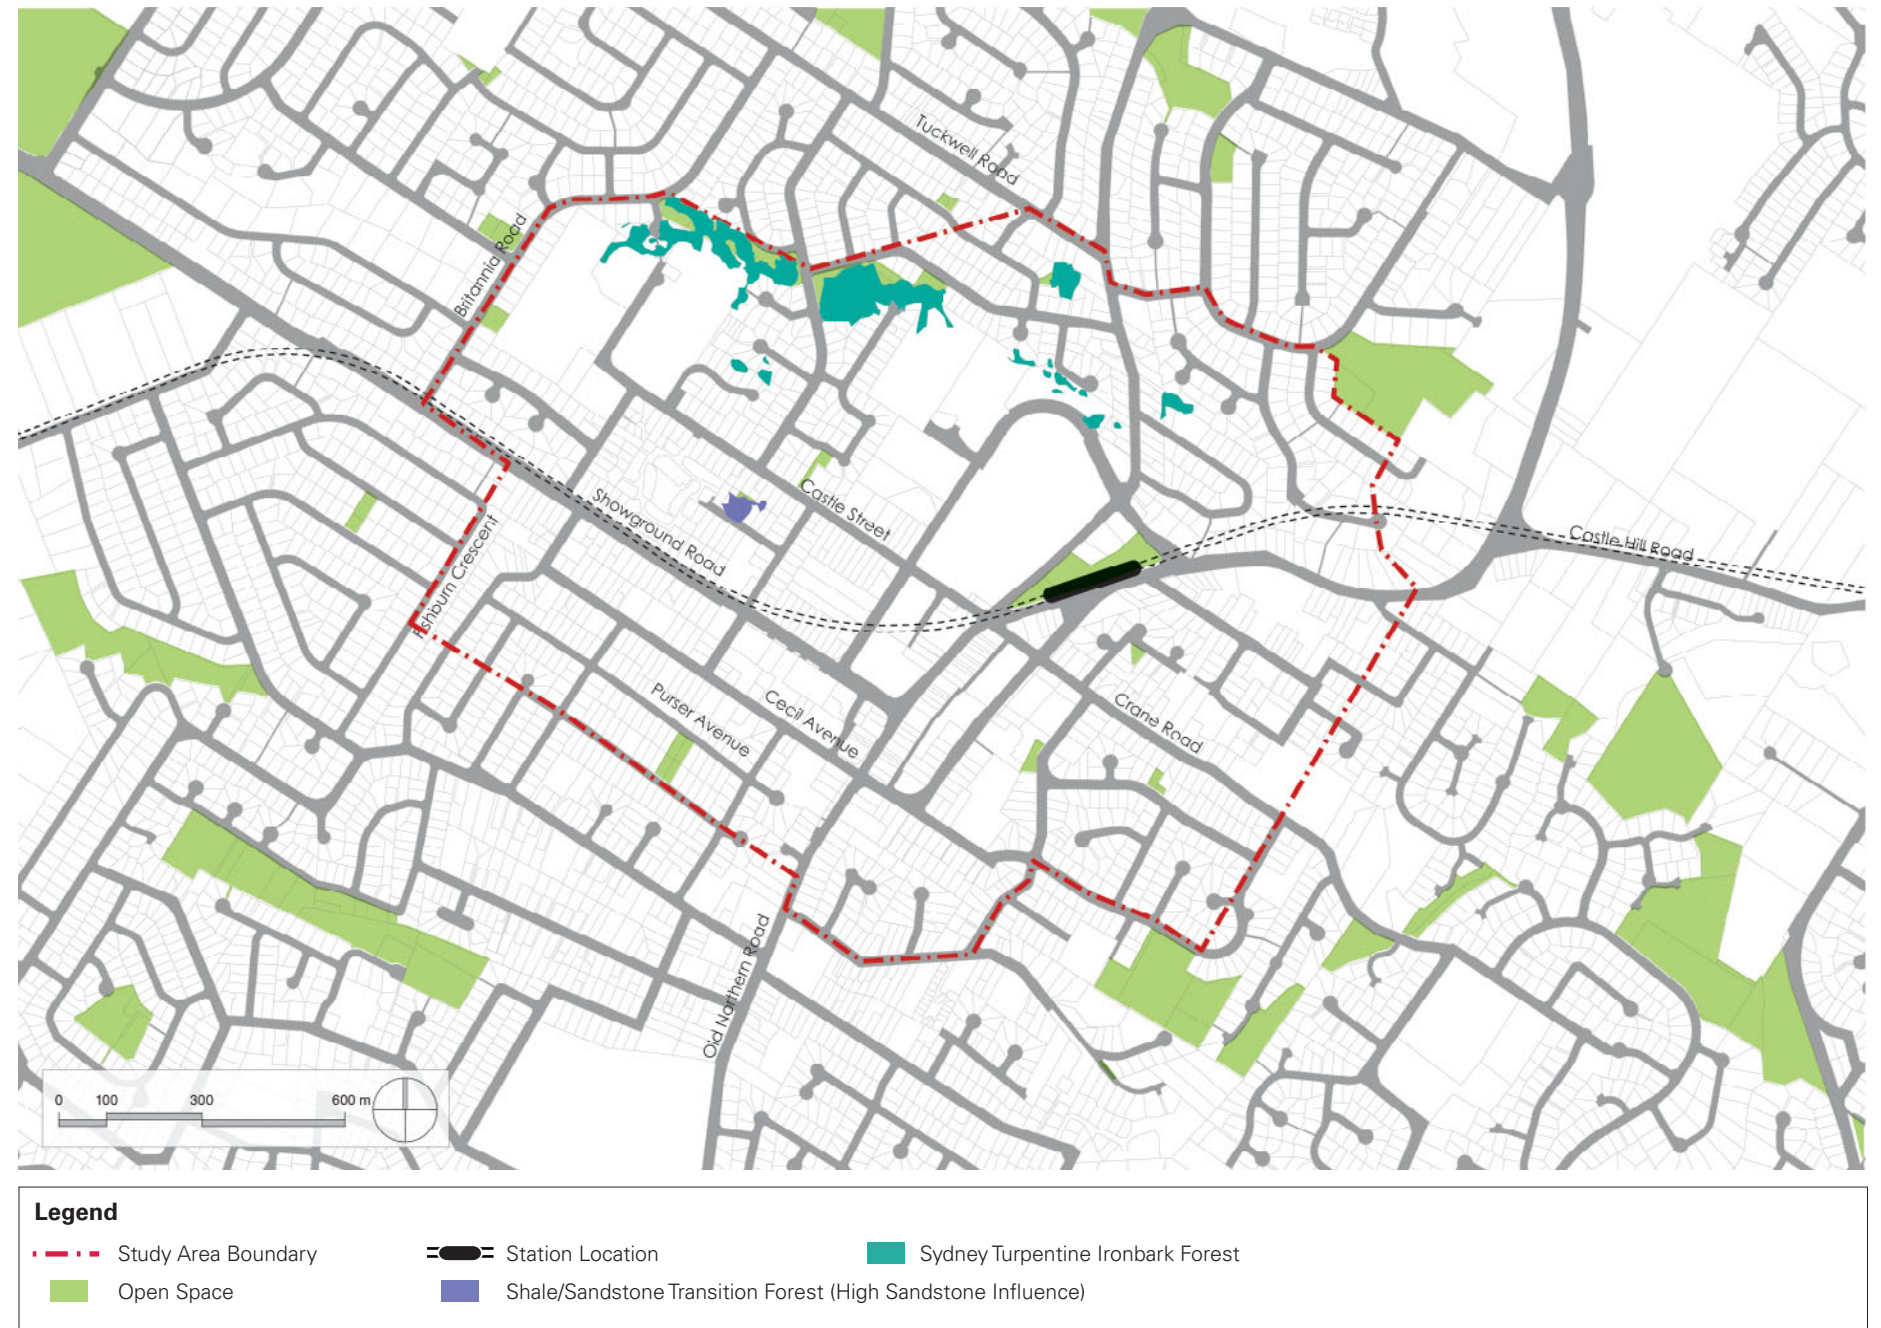 Tuckwell Road
Britannia Road
Castle Street
Showground Road
Castle Hill Road
Fishburn Crescent
Purser Avenue
Cecil Avenue
Crane Road
Old Northern Road
0 100 300 600 m
Legend
Study Area Boundary
Station Location
Sydney Turpentine Ironbark Forest
Open Space
Shale/Sandstone Transition Forest (High Sandstone Influence)